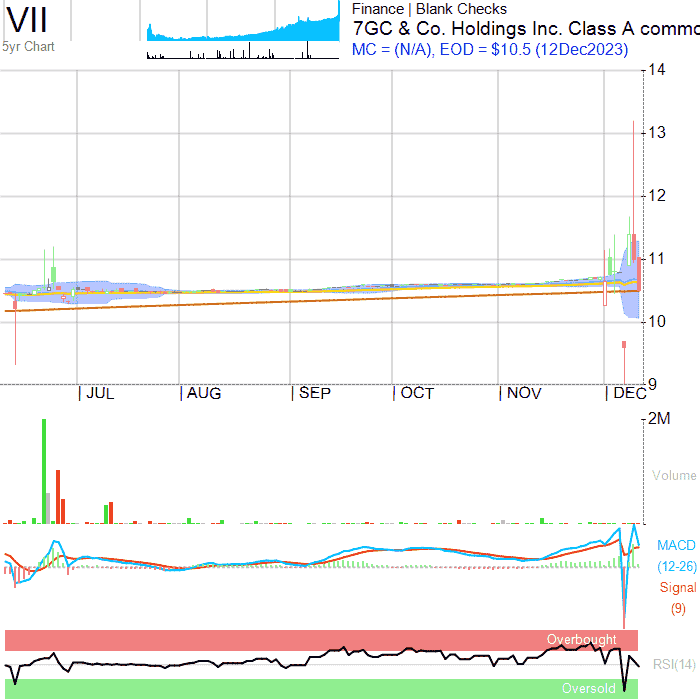 VII
5yr Chart
Finance | Blank Checks
7GC & Co. Holdings Inc. Class A commo
MC = (N/A), EOD = $10.5 (12Dec2023)
14
13
12
11
10
9
JUL AUG SEP OCT NOV DEC
2M
Volume
MACD
(12-26)
Signal
(9)
Overbought
RSI(14)
Oversold